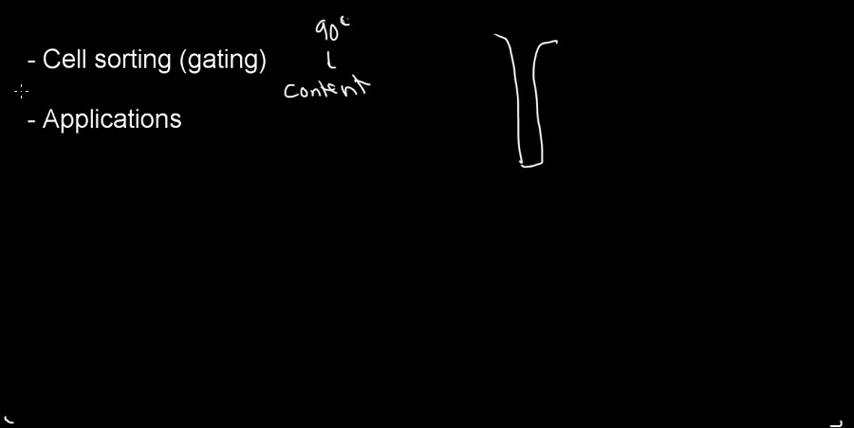 90°
- Cell sorting (gating)
content
- Applications